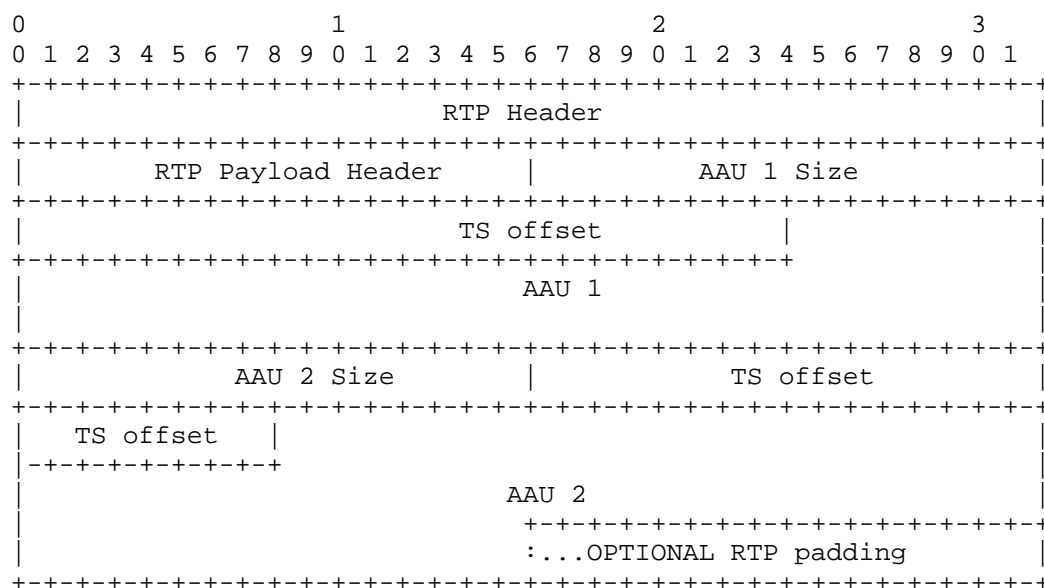 0                   1                   2                   3
0 1 2 3 4 5 6 7 8 9 0 1 2 3 4 5 6 7 8 9 0 1 2 3 4 5 6 7 8 9 0 1
+-+-+-+-+-+-+-+-+-+-+-+-+-+-+-+-+-+-+-+-+-+-+-+-+-+-+-+-+-+-+-+-+
|                          RTP Header                           |
+-+-+-+-+-+-+-+-+-+-+-+-+-+-+-+-+-+-+-+-+-+-+-+-+-+-+-+-+-+-+-+-+
|        RTP Payload Header     |          AAU 1 Size           |
+-+-+-+-+-+-+-+-+-+-+-+-+-+-+-+-+-+-+-+-+-+-+-+-+-+-+-+-+-+-+-+-+
|                           TS offset           |               |
+-+-+-+-+-+-+-+-+-+-+-+-+-+-+-+-+-+-+-+-+-+-+-+-+               |
|                               AAU 1                           |
|                                                               |
+-+-+-+-+-+-+-+-+-+-+-+-+-+-+-+-+-+-+-+-+-+-+-+-+-+-+-+-+-+-+-+-+
|             AAU 2 Size        |            TS offset          |
+-+-+-+-+-+-+-+-+-+-+-+-+-+-+-+-+-+-+-+-+-+-+-+-+-+-+-+-+-+-+-+-+
|   TS offset   |                                               |
|-+-+-+-+-+-+-+-+                                               |
|                              AAU 2                            |
|                               +-+-+-+-+-+-+-+-+-+-+-+-+-+-+-+-+
|                               :...OPTIONAL RTP padding        |
+-+-+-+-+-+-+-+-+-+-+-+-+-+-+-+-+-+-+-+-+-+-+-+-+-+-+-+-+-+-+-+-+